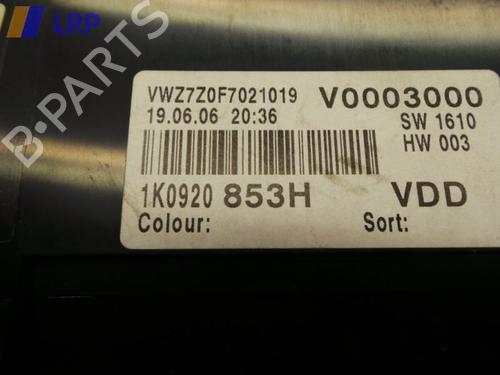 LRP
B-PARTS
VWZ7Z0F7021019 V0003000
19.06.06 20:36 SW 1610
HW 003
1K0920 853H VDD
Colour: Sort: